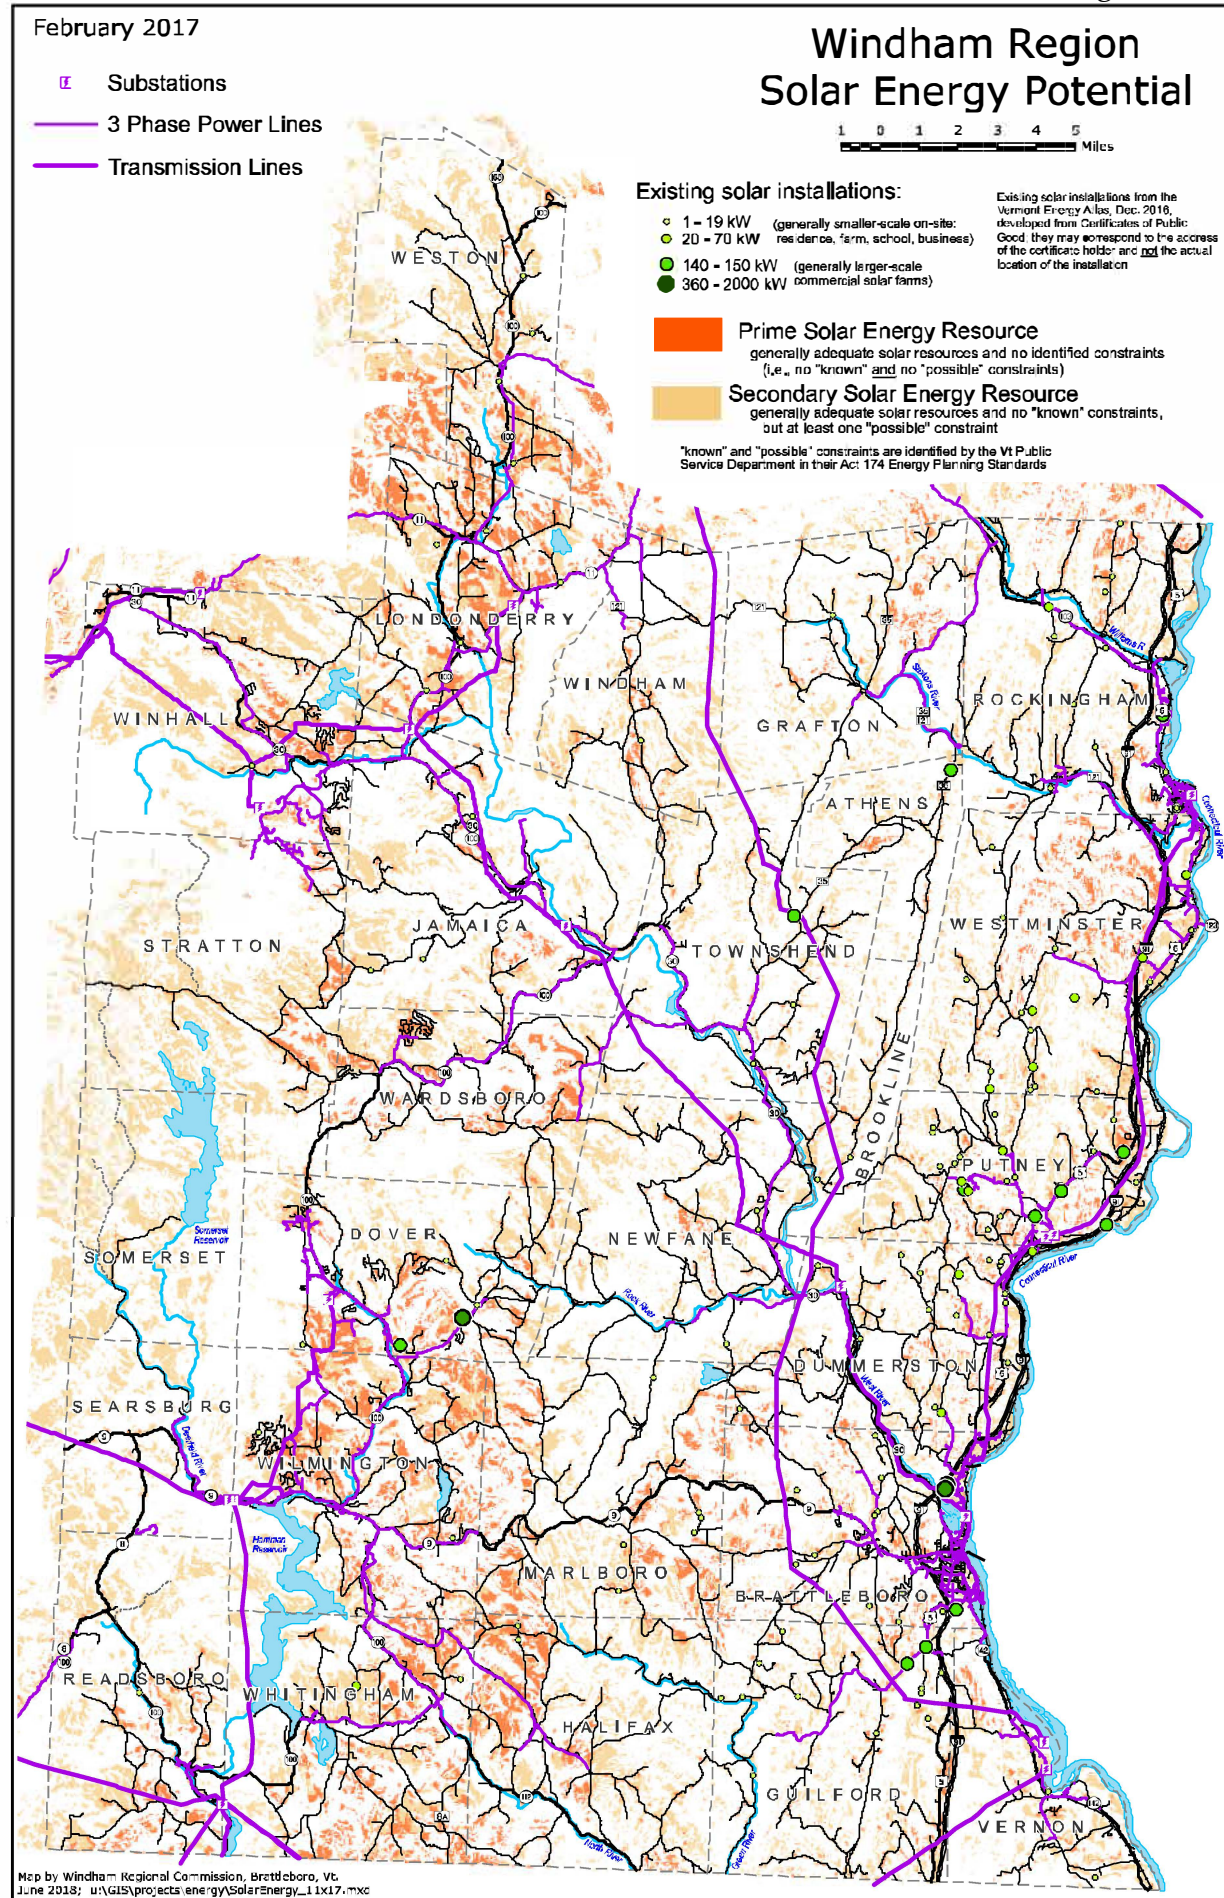 February 2017
Windham Region
Solar Energy Potential
Substations
3 Phase Power Lines
Transmission Lines
1 0 1 2 3 4 5
Miles
Existing solar installations:
1 - 19 kW (generally smaller-scale on-site:
20 - 70 kW residence, farm, school, business)
140 - 150 kW (generally larger-scale
360 - 2000 kW commercial solar farms)
Existing solar installations from the
Vermont Energy Atlas, Dec. 2016,
developed from Certificates of Public
Good; they may correspond to the address
of the certificate holder and not the actual
location of the installation
Prime Solar Energy Resource
generally adequate solar resources and no identified constraints
(i.e., no "known" and no "possible" constraints)
Secondary Solar Energy Resource
generally adequate solar resources and no "known" constraints,
but at least one "possible" constraint
"known" and "possible" constraints are identified by the Vt Public
Service Department in their Act 174 Energy Planning Standards
WESTON
LONDONDERRY
WINDHAM
WINHALL
GRAFTON
ROCKINGHAM
Williams R
Saxtons River
ATHENS
Connecticut River
JAMAICA
STRATTON
TOWNSHEND
WESTMINSTER
BROOKLINE
WARDSBORO
PUTNEY
Somerset
Reservoir
SOMERSET
DOVER
NEWFANE
Connecticut River
Rock River
DUMMERSTON
West River
SEARSBURG
Deerfield River
WILMINGTON
Harriman
Reservoir
MARLBORO
BRATTLEBORO
READSBORO
WHITINGHAM
HALIFAX
GUILFORD
VERNON
North River
Green River
Map by Windham Regional Commission, Brattleboro, Vt.
June 2018; u:\GIS\projects\energy\SolarEnergy_11x17.mxd